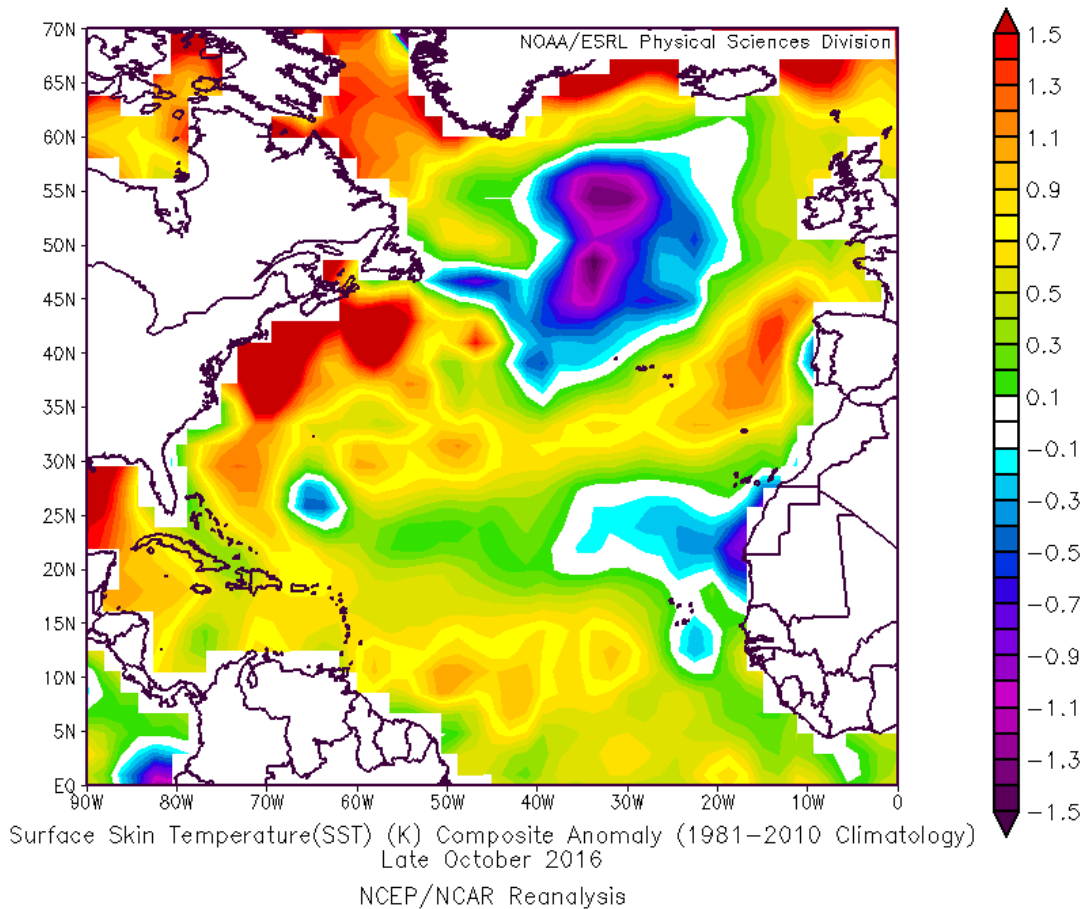 NOAA/ESRL Physical Sciences Division
70N
65N
60N
55N
50N
45N
40N
35N
30N
25N
20N
15N
10N
5N
EQ
90W 80W 70W 60W 50W 40W 30W 20W 10W 0
1.5
1.3
1.1
0.9
0.7
0.5
0.3
0.1
-0.1
-0.3
-0.5
-0.7
-0.9
-1.1
-1.3
-1.5
Surface Skin Temperature(SST) (K) Composite Anomaly (1981-2010 Climatology)
Late October 2016
NCEP/NCAR Reanalysis